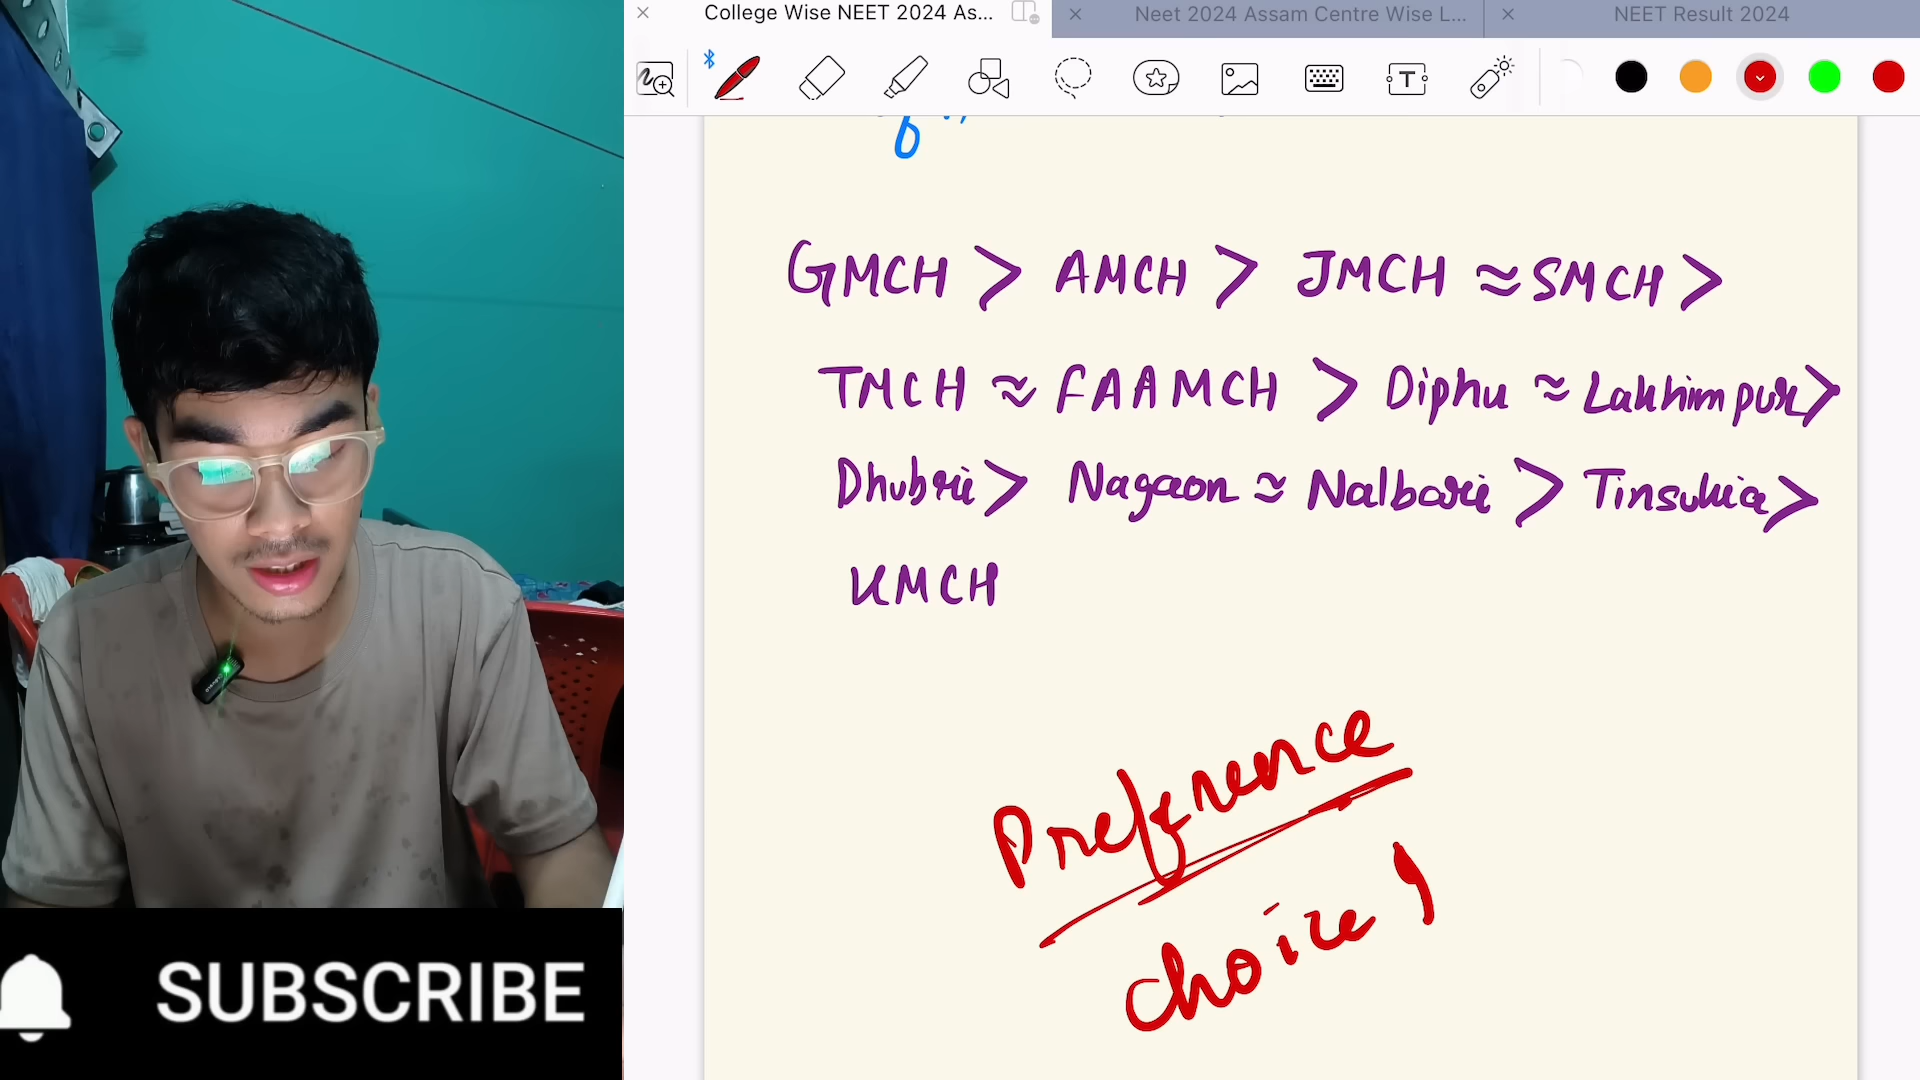 College Wise NEET 2024 As...
Neet 2024 Assam Centre Wise L...
NEET Result 2024
GMCH > AMCH > JMCH ≈ SMCH >
TMCH ≈ FAAMCH > Diphu ≈ Lakhimpur >
Dhubri > Nagaon ≈ Nalbari > Tinsukia >
KMCH
Preference
choice
SUBSCRIBE